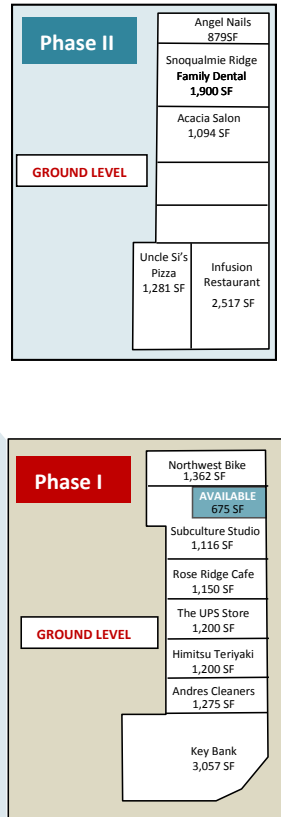 Phase II
Angel Nails
879SF
Snoqualmie Ridge
Family Dental
1,900 SF
Acacia Salon
1,094 SF
GROUND LEVEL
Uncle Si's
Pizza
1,281 SF
Infusion
Restaurant
2,517 SF
Phase I
Northwest Bike
1,362 SF
AVAILABLE
675 SF
Subculture Studio
1,116 SF
Rose Ridge Cafe
1,150 SF
The UPS Store
1,200 SF
GROUND LEVEL
Himitsu Teriyaki
1,200 SF
Andres Cleaners
1,275 SF
Key Bank
3,057 SF